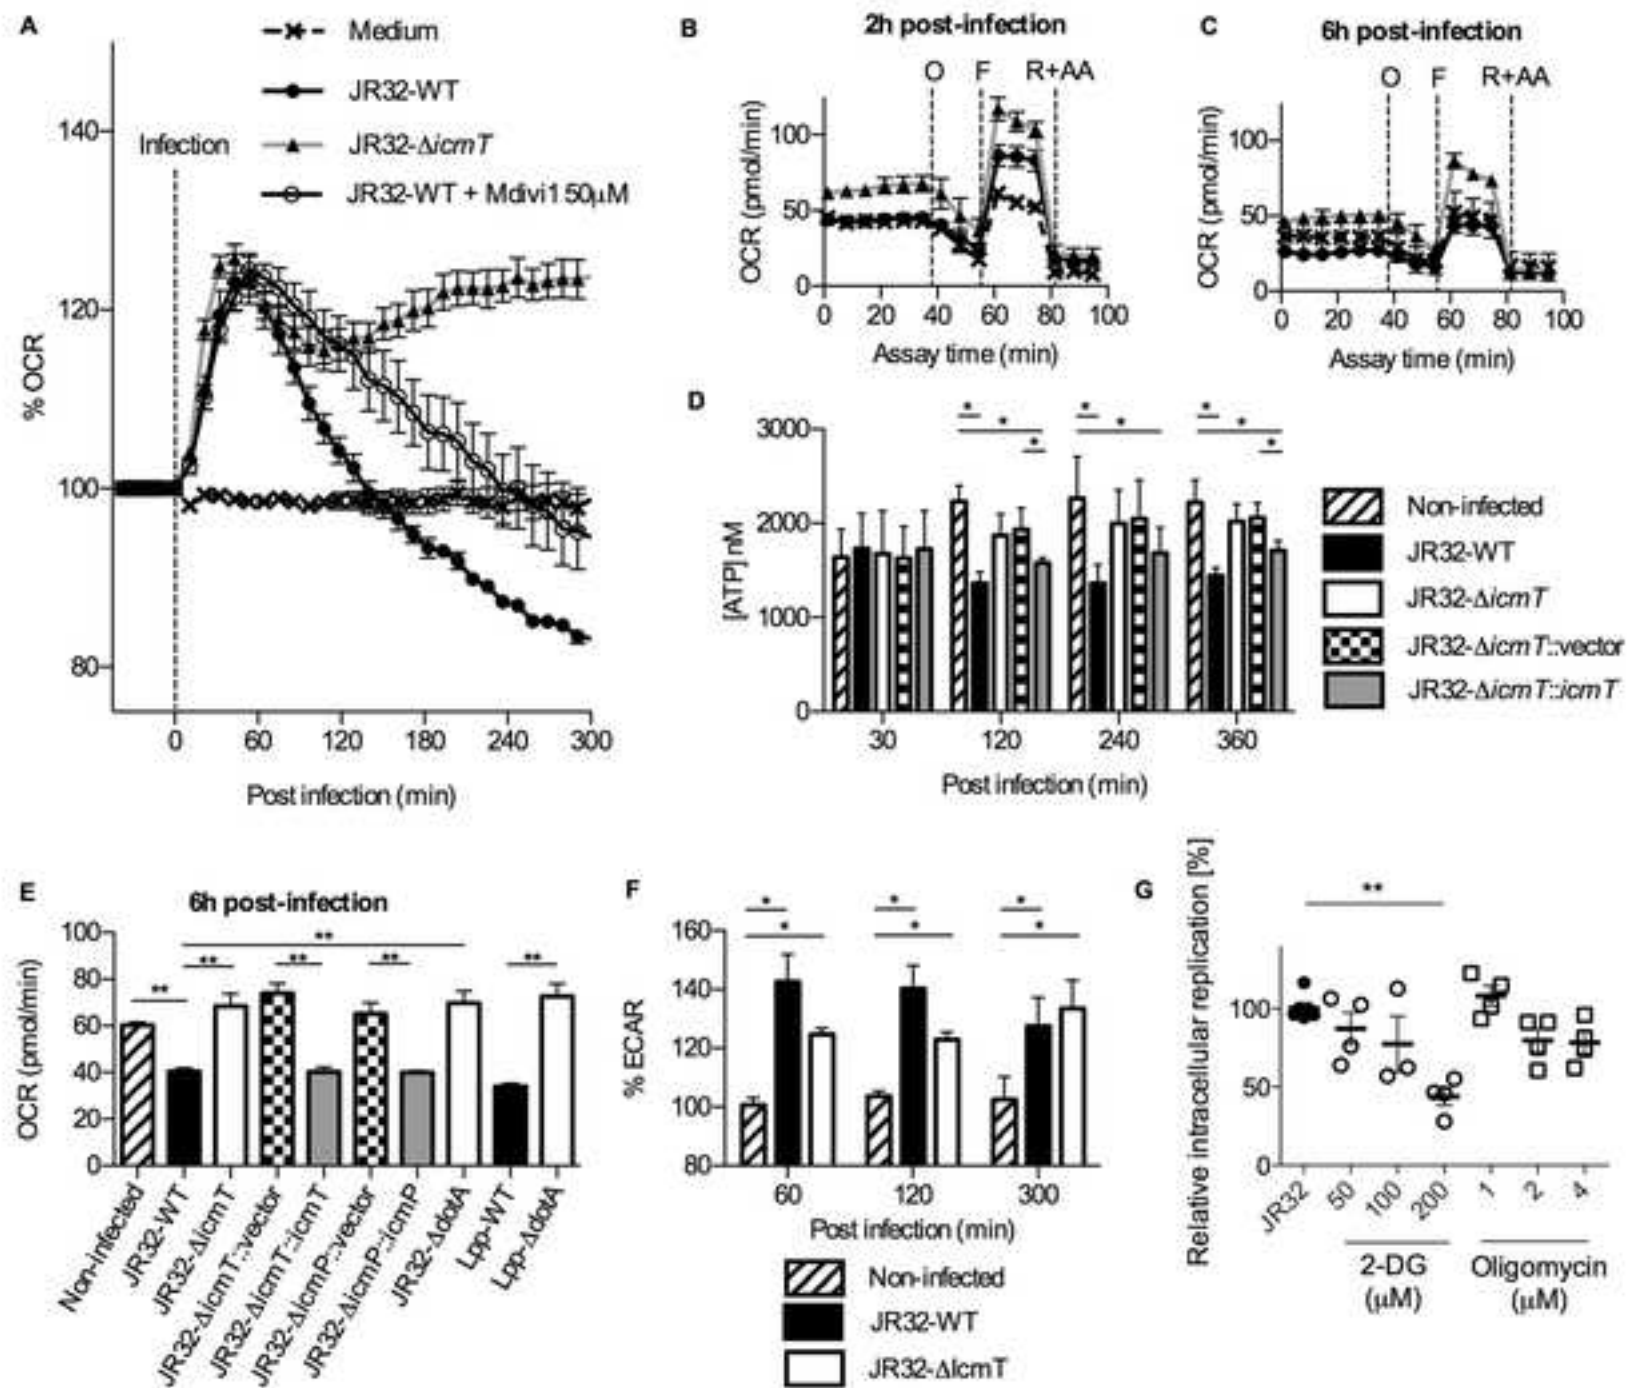 A
Medium
JR32-WT
JR32-ΔicmT
JR32-WT + Mdivi1 50μM
Infection
% OCR
140
120
100
80
0 60 120 180 240 300
Post infection (min)
B
2h post-infection
O F R+AA
OCR (pmol/min)
100
50
0
0 20 40 60 80 100
Assay time (min)
C
6h post-infection
O F R+AA
OCR (pmol/min)
100
50
0
0 20 40 60 80 100
Assay time (min)
D
[ATP] nM
3000
2000
1000
0
* * *
* *
* * *
30 120 240 360
Post infection (min)
Non-infected
JR32-WT
JR32-ΔicmT
JR32-ΔicmT::vector
JR32-ΔicmT::icmT
E
6h post-infection
OCR (pmol/min)
100
80
60
40
20
0
** ** ** ** ** **
Non-infected
JR32-WT
JR32-ΔicmT
JR32-ΔicmT::vector
JR32-ΔicmT::icmT
JR32-ΔicmP::vector
JR32-ΔicmP::icmP
JR32-ΔdotA
Lpp-WT
Lpp-ΔdotA
F
% ECAR
160
140
120
100
80
* *
* *
* *
60 120 300
Post infection (min)
Non-infected
JR32-WT
JR32-ΔIcmT
G
Relative intracellular replication [%]
100
50
0
**
JR32 50 100 200 1 2 4
2-DG
(μM)
Oligomycin
(μM)